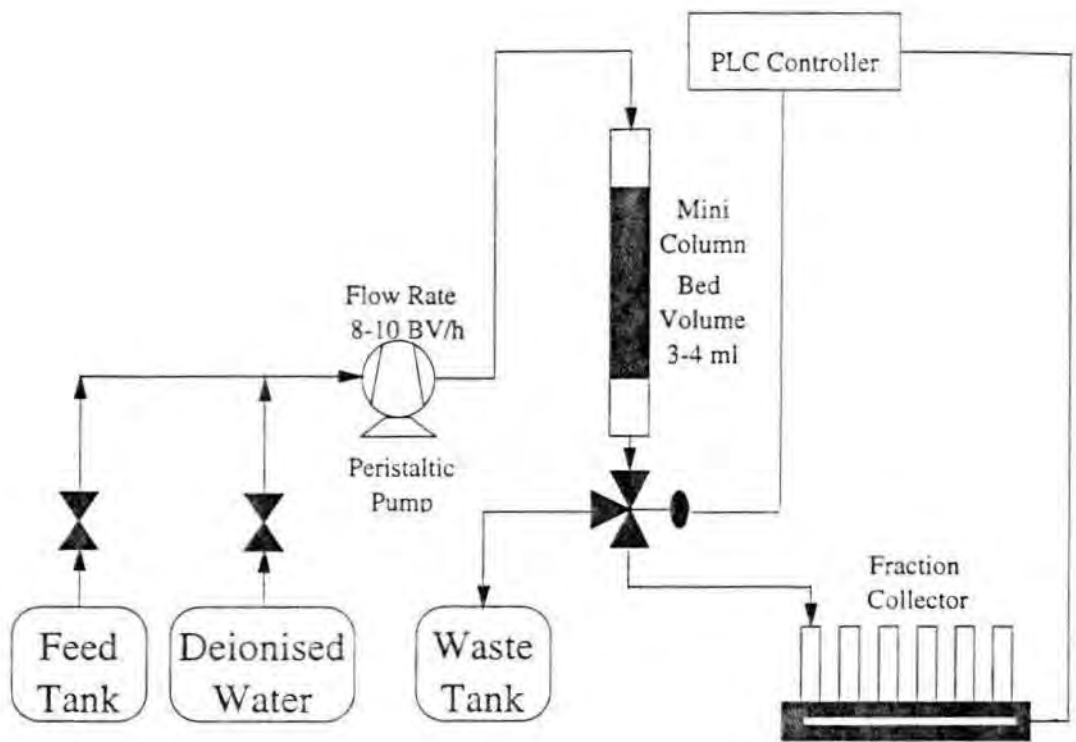 PLC Controller
Mini
Column
Bed
Volume
3-4 ml
Flow Rate
8-10 BV/h
Peristaltic
Pump
Fraction
Collector
Feed
Tank
Deionised
Water
Waste
Tank